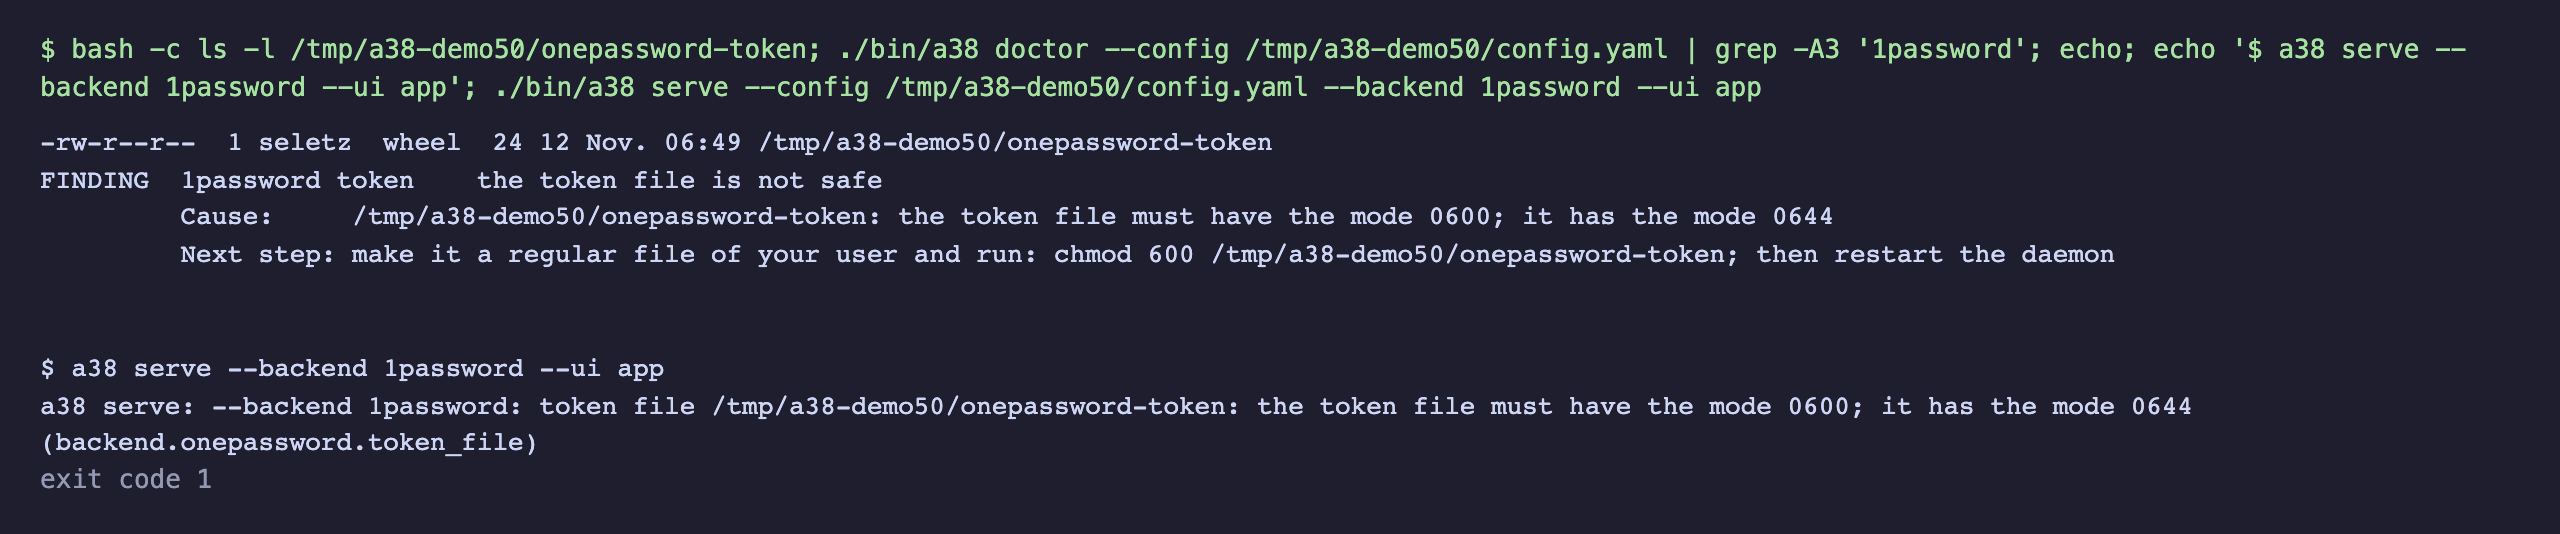 $ bash -c ls -l /tmp/a38-demo50/onepassword-token; ./bin/a38 doctor --config /tmp/a38-demo50/config.yaml | grep -A3 '1password'; echo; echo '$ a38 serve --
backend 1password --ui app'; ./bin/a38 serve --config /tmp/a38-demo50/config.yaml --backend 1password --ui app
-rw-r--r--  1 seletz  wheel  24 12 Nov. 06:49 /tmp/a38-demo50/onepassword-token
FINDING  1password token    the token file is not safe
         Cause:     /tmp/a38-demo50/onepassword-token: the token file must have the mode 0600; it has the mode 0644
         Next step: make it a regular file of your user and run: chmod 600 /tmp/a38-demo50/onepassword-token; then restart the daemon
$ a38 serve --backend 1password --ui app
a38 serve: --backend 1password: token file /tmp/a38-demo50/onepassword-token: the token file must have the mode 0600; it has the mode 0644
(backend.onepassword.token_file)
exit code 1